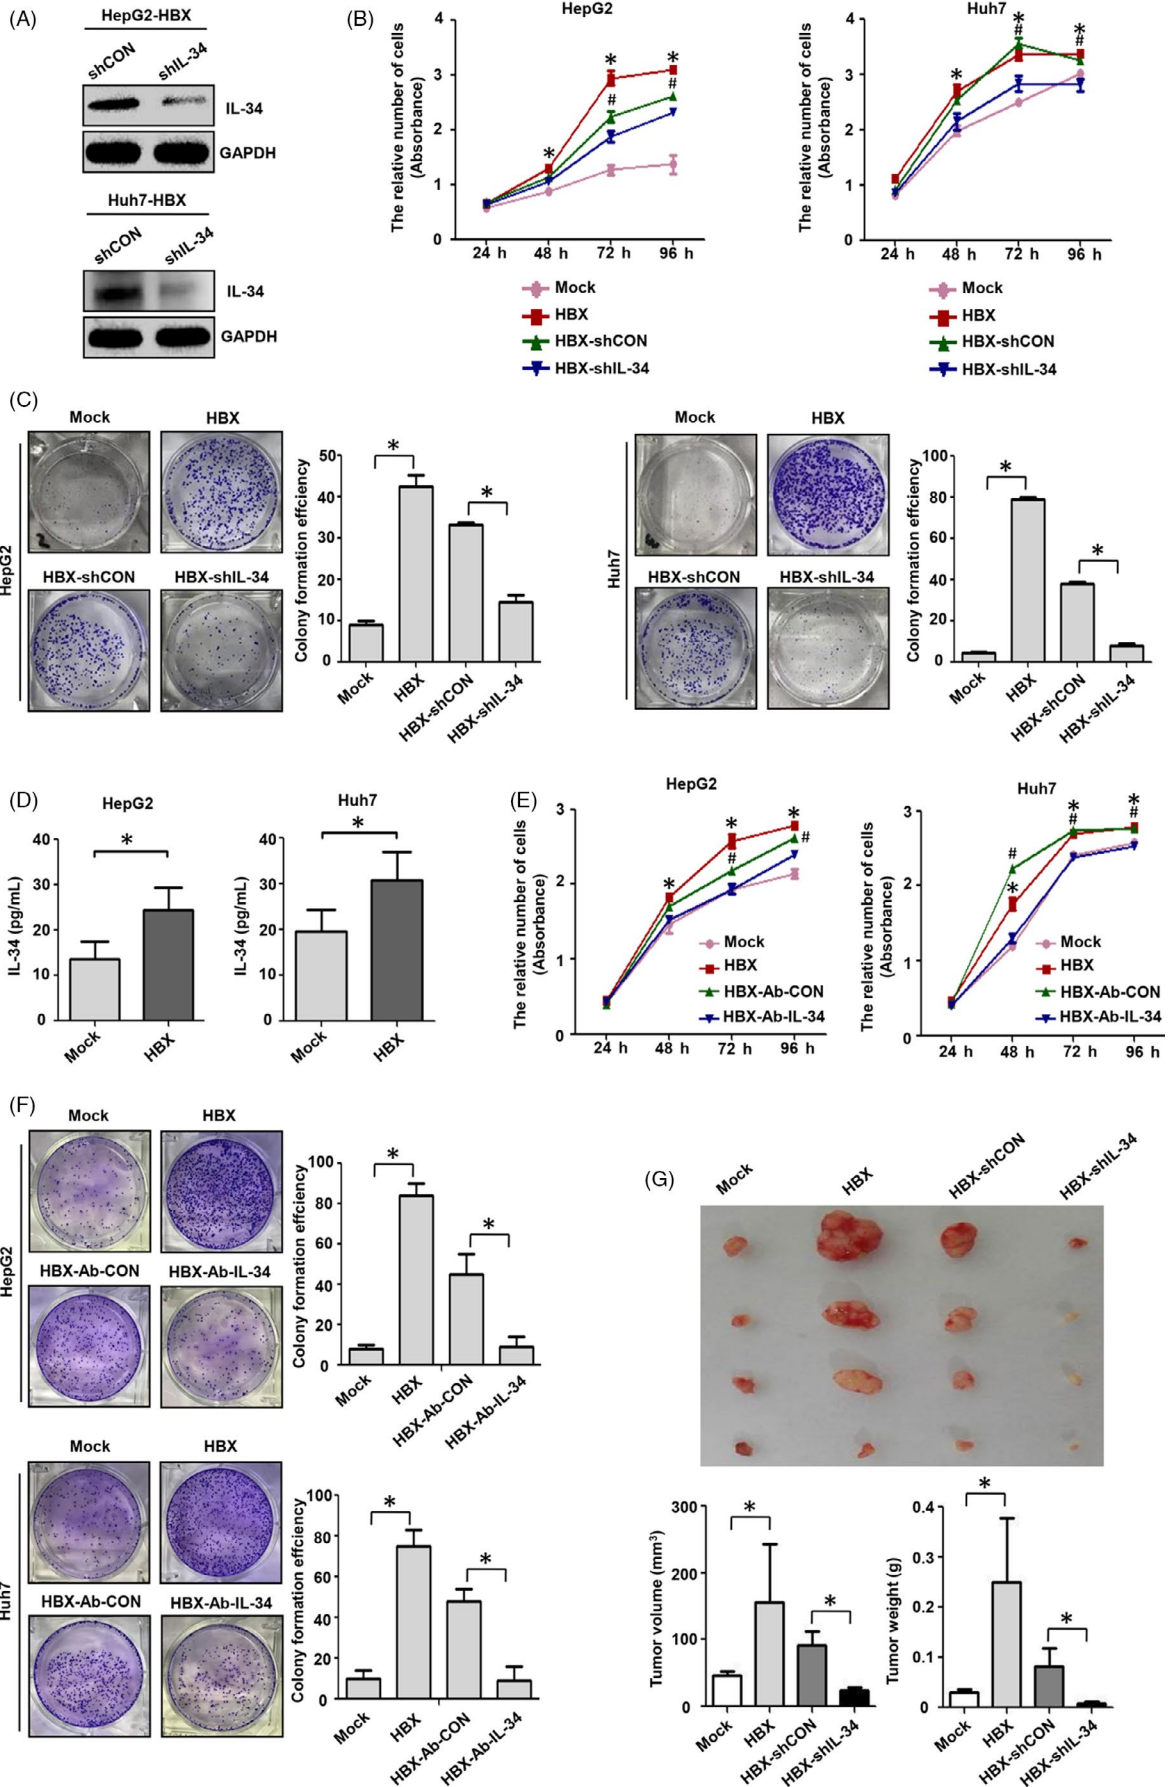 (A)
HepG2-HBX
shCON shIL-34
IL-34
GAPDH
Huh7-HBX
shCON shIL-34
IL-34
GAPDH
(B)
HepG2
The relative number of cells
(Absorbance)
4
3
2
1
0
* * * # * #
24 h 48 h 72 h 96 h
Mock
HBX
HBX-shCON
HBX-shIL-34
Huh7
The relative number of cells
(Absorbance)
4
3
2
1
0
* * # * #
24 h 48 h 72 h 96 h
Mock
HBX
HBX-shCON
HBX-shIL-34
(C)
HepG2
Mock HBX
HBX-shCON HBX-shIL-34
Colony formation effciency
50
40
30
20
10
0
* *
Mock HBX HBX-shCON HBX-shIL-34
Huh7
Mock HBX
HBX-shCON HBX-shIL-34
Colony formation effciency
100
80
60
40
20
0
* *
Mock HBX HBX-shCON HBX-shIL-34
(D)
HepG2
IL-34 (pg/mL)
40
30
20
10
0
*
Mock HBX
Huh7
IL-34 (pg/mL)
40
30
20
10
0
*
Mock HBX
(E)
HepG2
The relative number of cells
(Absorbance)
3
2
1
0
* * # * #
24 h 48 h 72 h 96 h
Mock
HBX
HBX-Ab-CON
HBX-Ab-IL-34
Huh7
The relative number of cells
(Absorbance)
3
2
1
0
# * * # * #
24 h 48 h 72 h 96 h
Mock
HBX
HBX-Ab-CON
HBX-Ab-IL-34
(F)
HepG2
Mock HBX
HBX-Ab-CON HBX-Ab-IL-34
Colony formation effciency
100
80
60
40
20
0
* *
Mock HBX HBX-Ab-CON HBX-Ab-IL-34
Huh7
Mock HBX
HBX-Ab-CON HBX-Ab-IL-34
Colony formation effciency
100
80
60
40
20
0
* *
Mock HBX HBX-Ab-CON HBX-Ab-IL-34
(G)
Mock HBX HBX-shCON HBX-shIL-34
Tumor volume (mm³)
300
200
100
0
* *
Mock HBX HBX-shCON HBX-shIL-34
Tumor weight (g)
0.4
0.3
0.2
0.1
0
* *
Mock HBX HBX-shCON HBX-shIL-34